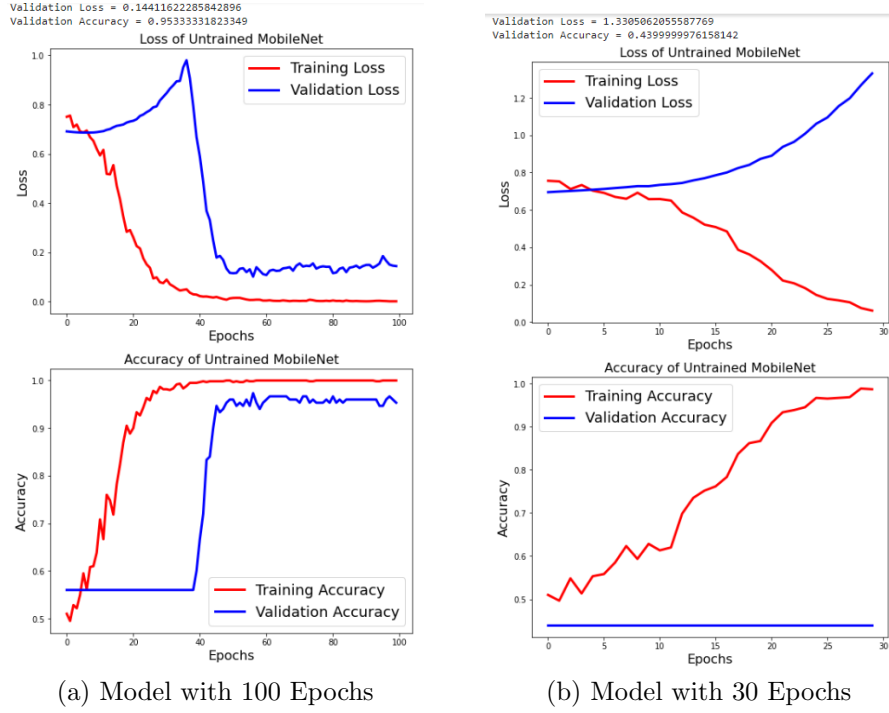 Validation Loss = 0.14411622285842896
Validation Accuracy = 0.95333331823349
Loss of Untrained MobileNet
Training Loss
Validation Loss
Loss
1.0
0.8
0.6
0.4
0.2
0.0
0
20
40
60
80
100
Epochs
Accuracy of Untrained MobileNet
Accuracy
1.0
0.9
0.8
0.7
0.6
0.5
Training Accuracy
Validation Accuracy
0
20
40
60
80
100
Epochs
(a) Model with 100 Epochs
Validation Loss = 1.3305062055587769
Validation Accuracy = 0.4399999976158142
Loss of Untrained MobileNet
Training Loss
Validation Loss
Loss
1.2
1.0
0.8
0.6
0.4
0.2
0.0
0
5
10
15
20
25
30
Epochs
Accuracy of Untrained MobileNet
Training Accuracy
Validation Accuracy
Accuracy
1.0
0.9
0.8
0.7
0.6
0.5
0
5
10
15
20
25
30
Epochs
(b) Model with 30 Epochs